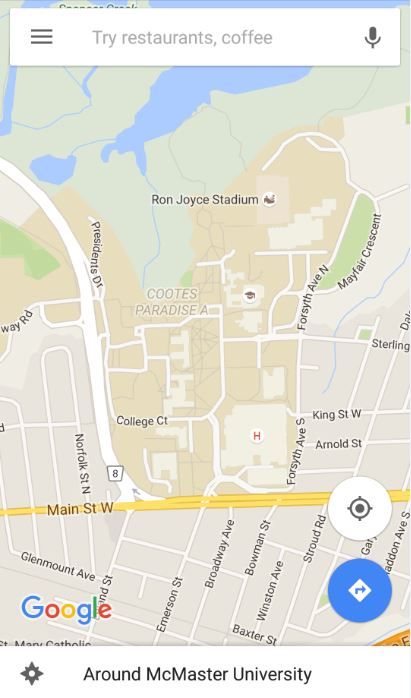 Spencer Creek
Try restaurants, coffee
Ron Joyce Stadium
Presidents Dr
Mayfair Crescent
Forsyth Ave N
COOTES
PARADISE A
way Rd
Sterling
College Ct
King St W
H
Arnold St
Forsyth Ave S
Norfolk St N
8
Main St W
Stroud Rd
Bowman St
Broadway Ave
Winston Ave
Emerson St
Glenmount Ave
addon Ave S
Google
Baxter St
St. Mary Catholic
Around McMaster University